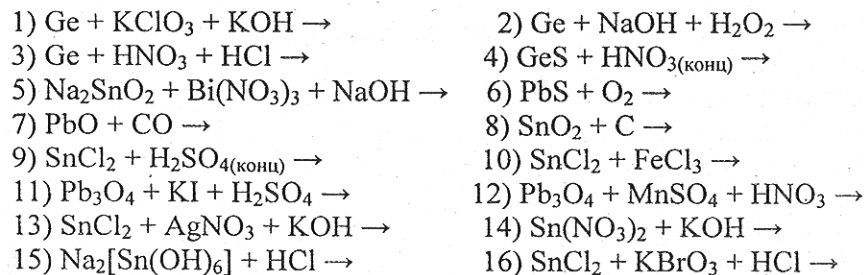 1) Ge + KClO₃ + KOH → 2) Ge + NaOH + H₂O₂ →
3) Ge + HNO₃ + HCl → 4) GeS + HNO₃(конц) →
5) Na₂SnO₂ + Bi(NO₃)₃ + NaOH → 6) PbS + O₂ →
7) PbO + CO → 8) SnO₂ + C →
9) SnCl₂ + H₂SO₄(конц) → 10) SnCl₂ + FeCl₃ →
11) Pb₃O₄ + KI + H₂SO₄ → 12) Pb₃O₄ + MnSO₄ + HNO₃ →
13) SnCl₂ + AgNO₃ + KOH → 14) Sn(NO₃)₂ + KOH →
15) Na₂[Sn(OH)₆] + HCl → 16) SnCl₂ + KBrO₃ + HCl →